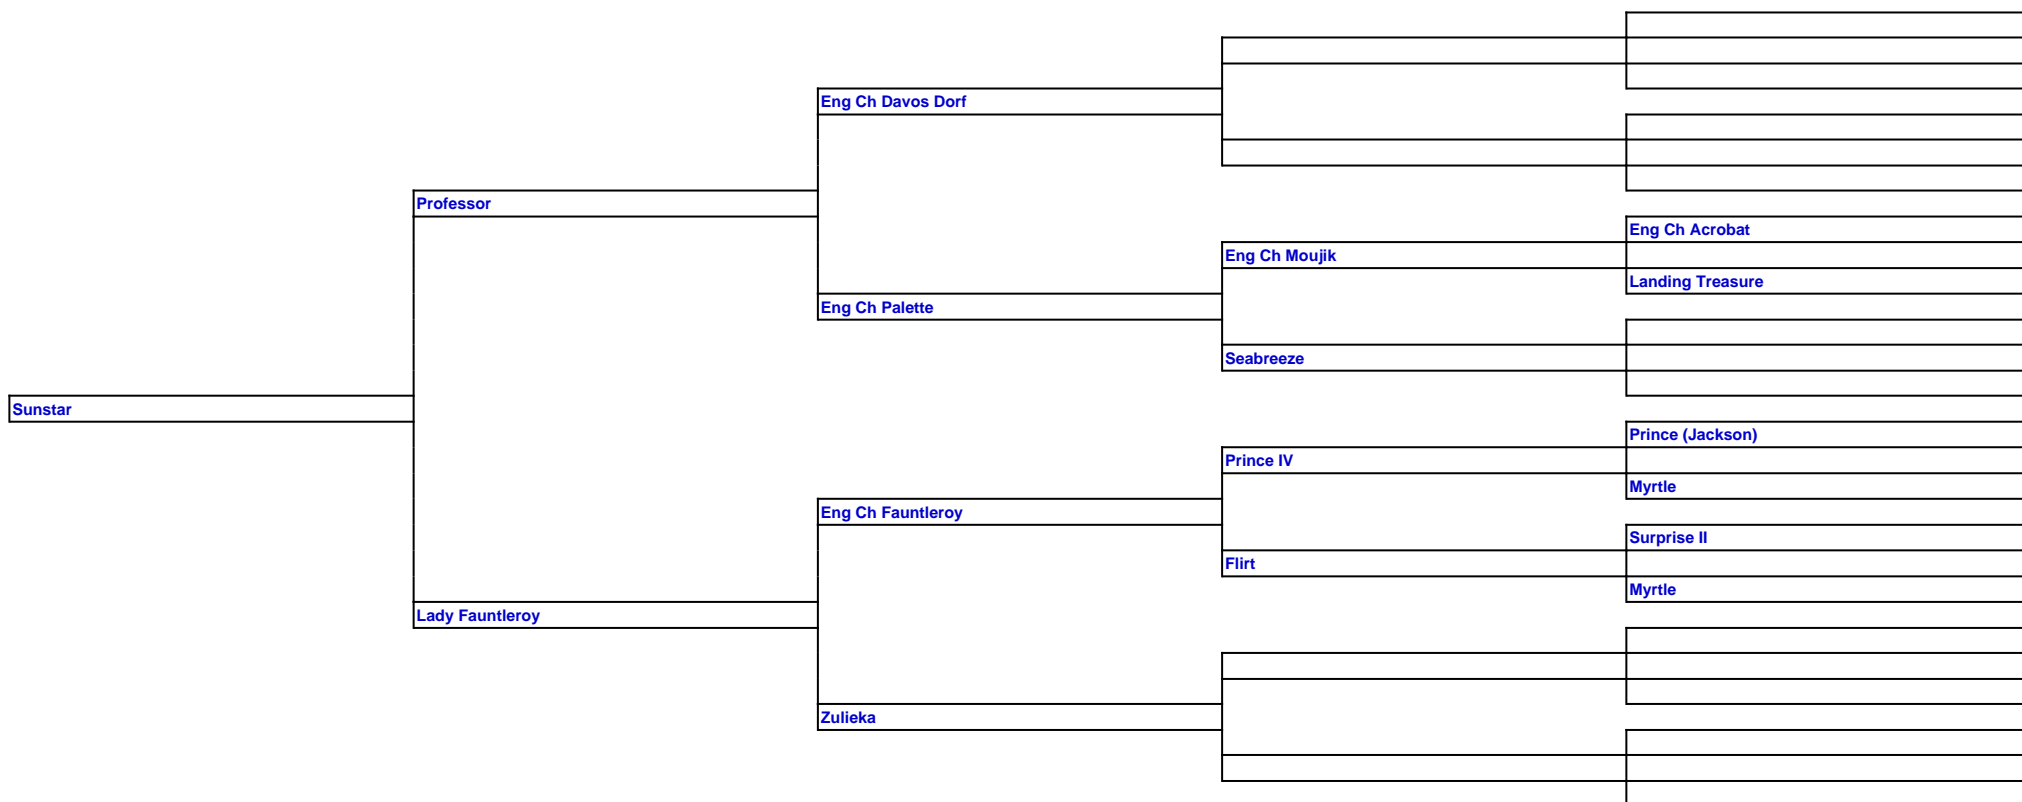 Eng Ch Davos Dorf
Professor
Eng Ch Acrobat
Eng Ch Moujik
Landing Treasure
Eng Ch Palette
Seabreeze
Sunstar
Prince (Jackson)
Prince IV
Myrtle
Eng Ch Fauntleroy
Surprise II
Flirt
Myrtle
Lady Fauntleroy
Zulieka